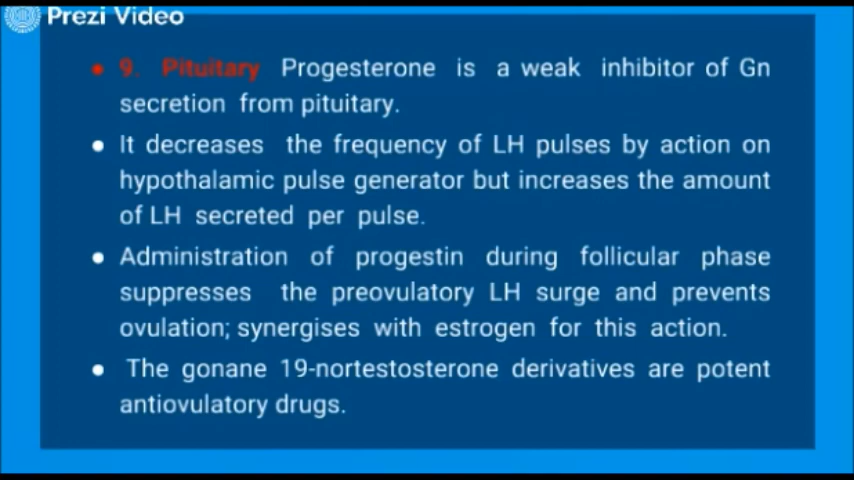 Prezi Video
• 9. Pituitary Progesterone is a weak inhibitor of Gn
secretion from pituitary.
• It decreases the frequency of LH pulses by action on
hypothalamic pulse generator but increases the amount
of LH secreted per pulse.
• Administration of progestin during follicular phase
suppresses the preovulatory LH surge and prevents
ovulation; synergises with estrogen for this action.
• The gonane 19-nortestosterone derivatives are potent
antiovulatory drugs.